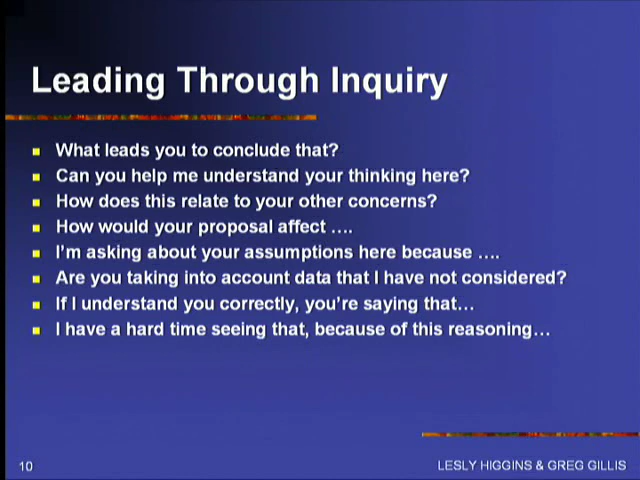 Leading Through Inquiry
What leads you to conclude that?
Can you help me understand your thinking here?
How does this relate to your other concerns?
How would your proposal affect ….
I’m asking about your assumptions here because ….
Are you taking into account data that I have not considered?
If I understand you correctly, you’re saying that…
I have a hard time seeing that, because of this reasoning…
10
LESLY HIGGINS & GREG GILLIS